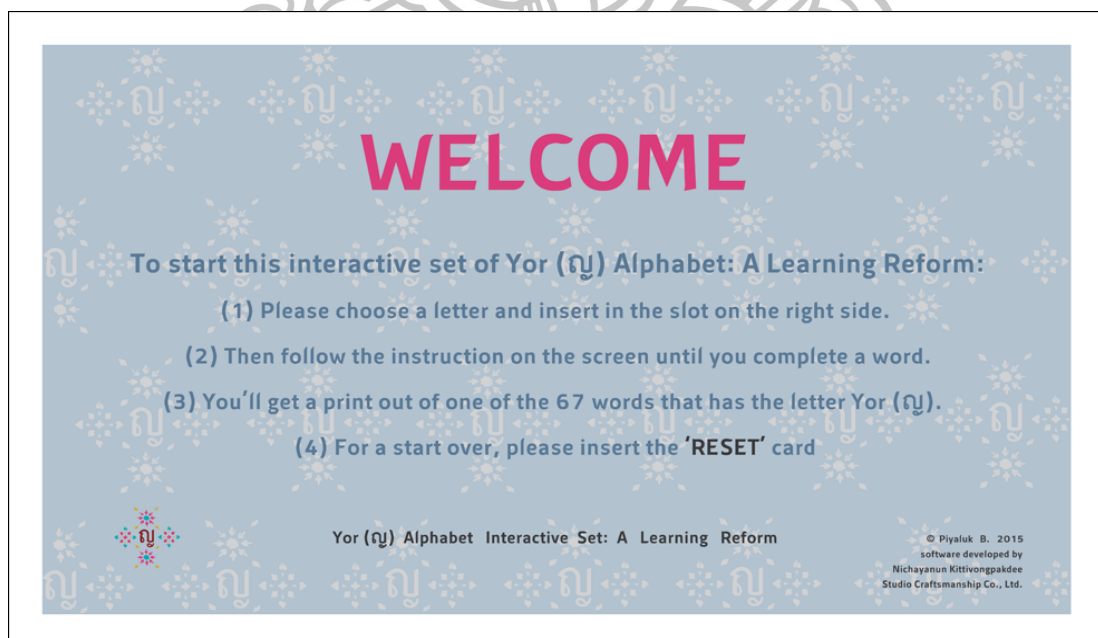 WELCOME
To start this interactive set of Yor (ญ) Alphabet: A Learning Reform:
(1) Please choose a letter and insert in the slot on the right side.
(2) Then follow the instruction on the screen until you complete a word.
(3) You'll get a print out of one of the 67 words that has the letter Yor (ญ).
(4) For a start over, please insert the 'RESET' card
ญ
Yor (ญ) Alphabet Interactive Set: A Learning Reform
© Piyaluk B. 2015
software developed by
Nichayanun Kittivongpakdee
Studio Craftsmanship Co., Ltd.